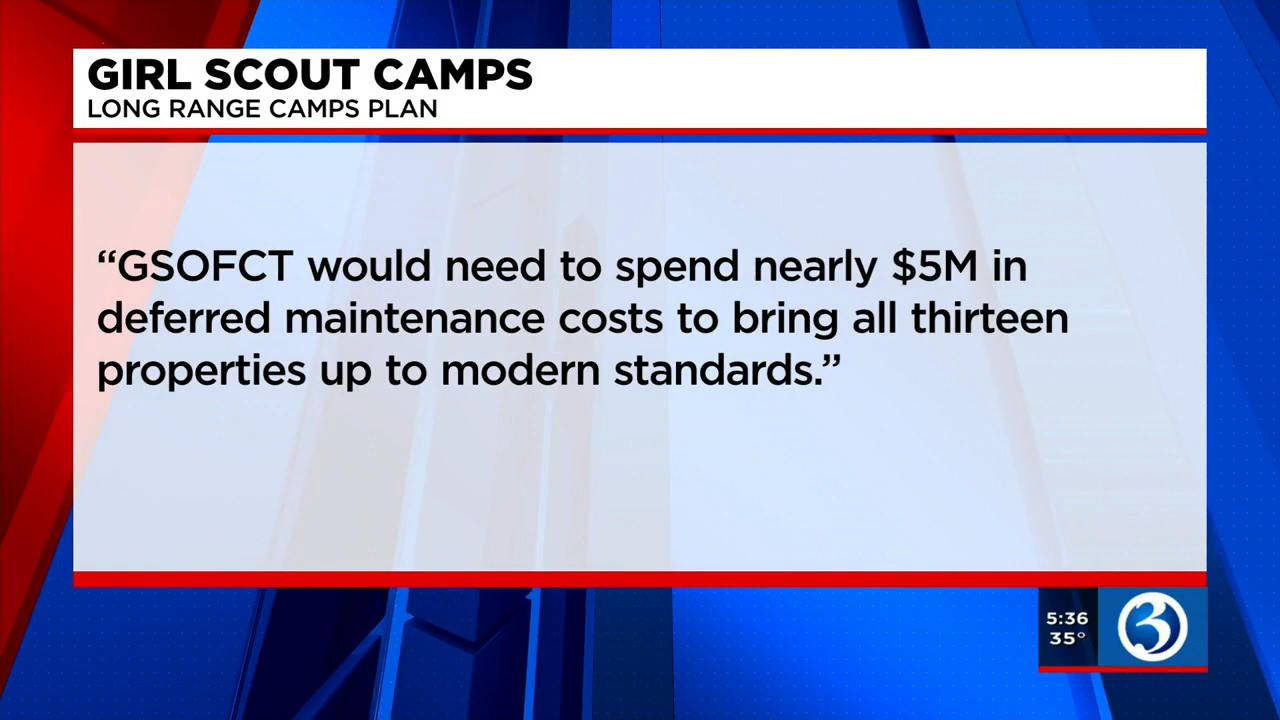 GIRL SCOUT CAMPS
LONG RANGE CAMPS PLAN
“GSOFCT would need to spend nearly $5M in
deferred maintenance costs to bring all thirteen
properties up to modern standards.”
5:36
35°
3